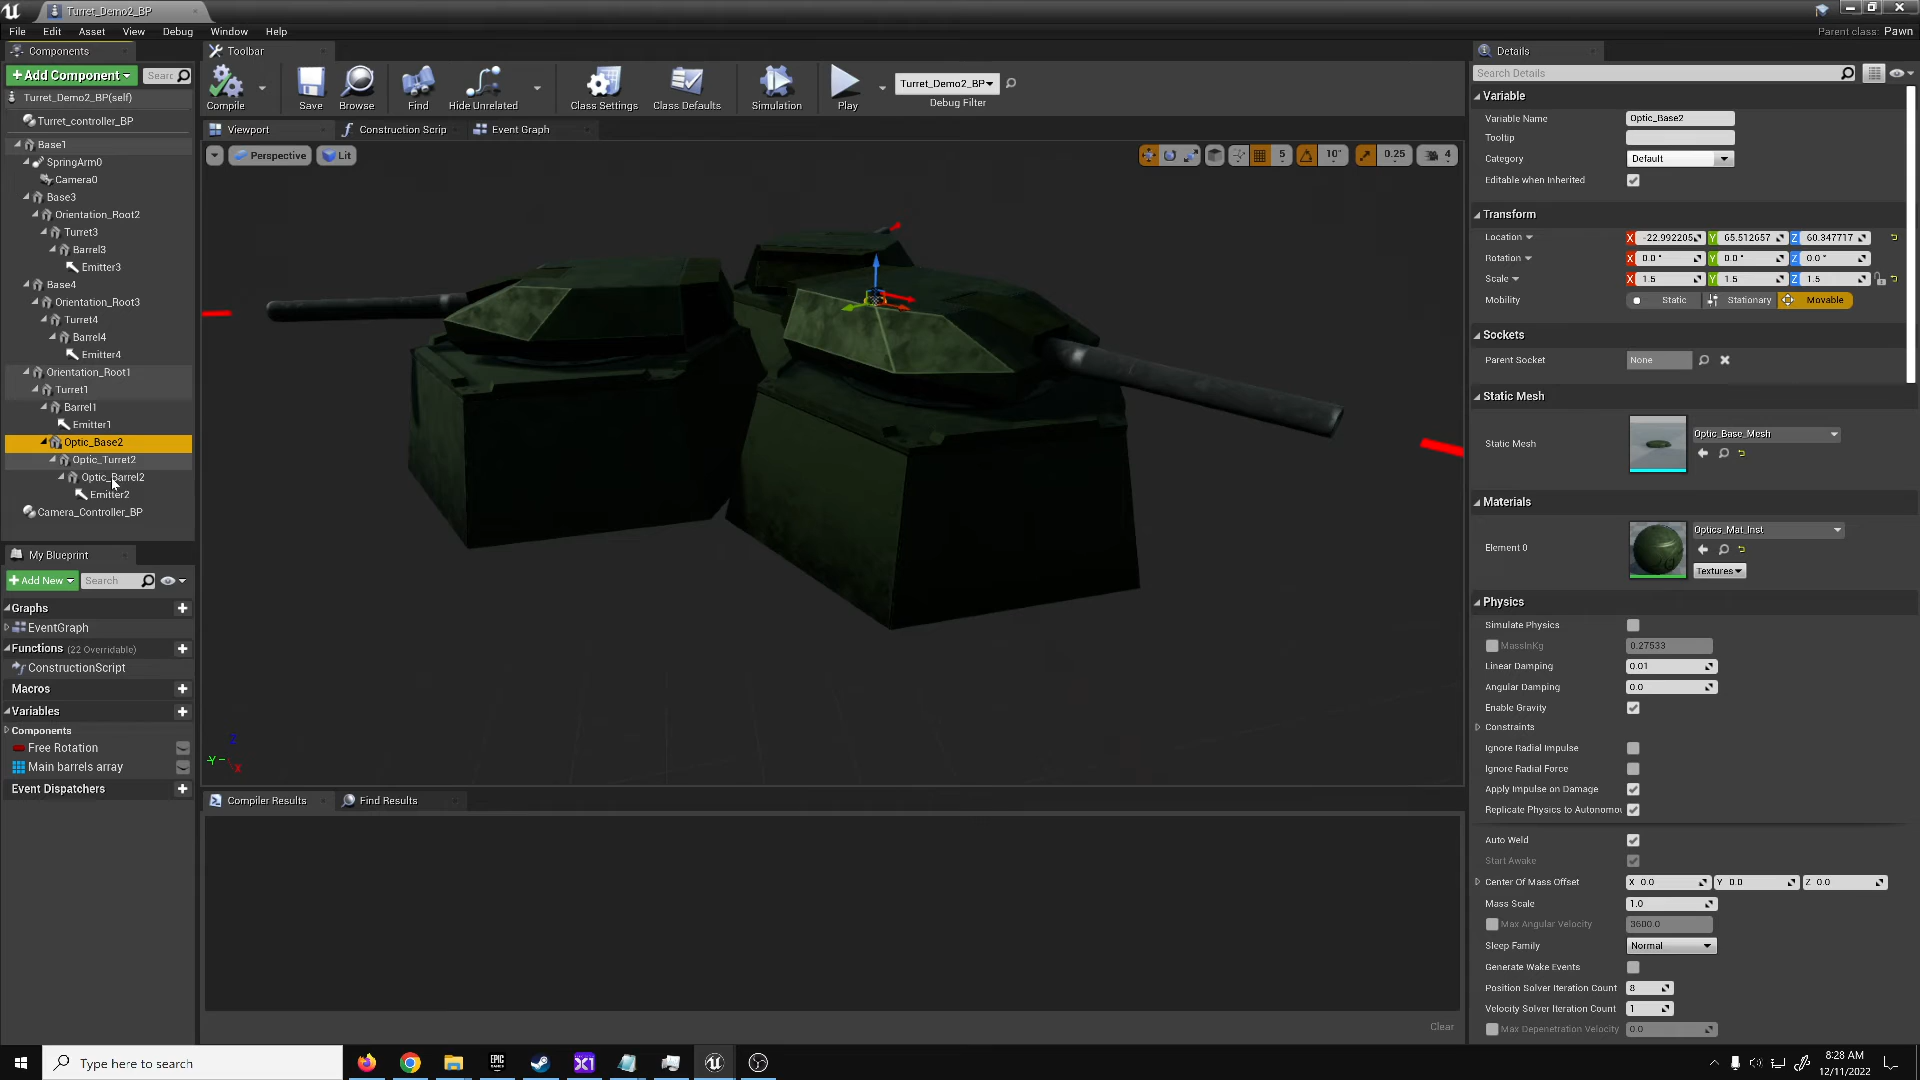 Turret_Demo2_BP
File Edit Asset View Debug Window Help
Parent class: Pawn
Components
+Add Component
Searc
Turret_Demo2_BP(self)
Turret_controller_BP
Base1
SpringArm0
Camera0
Base3
Orientation_Root2
Turret3
Barrel3
Emitter3
Base4
Orientation_Root3
Turret4
Barrel4
Emitter4
Orientation_Root1
Turret1
Barrel1
Emitter1
Optic_Base2
Optic_Turret2
Optic_Barrel2
Emitter2
Camera_Controller_BP
My Blueprint
+Add New
Search
Graphs
EventGraph
Functions (22 Overridable)
ConstructionScript
Macros
Variables
Components
Free Rotation
Main barrels array
Event Dispatchers
Toolbar
Compile Save Browse Find Hide Unrelated Class Settings Class Defaults Simulation Play
Turret_Demo2_BP
Debug Filter
Viewport Construction Scrip Event Graph
Perspective Lit
5 10° 0.25 4
Z
Y
X
Compiler Results Find Results
Clear
Details
Search Details
Variable
Variable Name Optic_Base2
Tooltip
Category Default
Editable when Inherited
Transform
Location X -22.992205 Y 65.512657 Z 60.347717
Rotation X 0.0 ° Y 0.0 ° Z 0.0 °
Scale X 1.5 Y 1.5 Z 1.5
Mobility Static Stationary Movable
Sockets
Parent Socket None
Static Mesh
Static Mesh Optic_Base_Mesh
Materials
Element 0 Optics_Mat_Inst
Textures
Physics
Simulate Physics
MassInKg 0.27533
Linear Damping 0.01
Angular Damping 0.0
Enable Gravity
Constraints
Ignore Radial Impulse
Ignore Radial Force
Apply Impulse on Damage
Replicate Physics to Autonomou
Auto Weld
Start Awake
Center Of Mass Offset X 0.0 Y 0.0 Z 0.0
Mass Scale 1.0
Max Angular Velocity 3600.0
Sleep Family Normal
Generate Wake Events
Position Solver Iteration Count 8
Velocity Solver Iteration Count 1
Max Depenetration Velocity 0.0
Type here to search
EPIC GAMES
X1
8:28 AM
12/11/2022